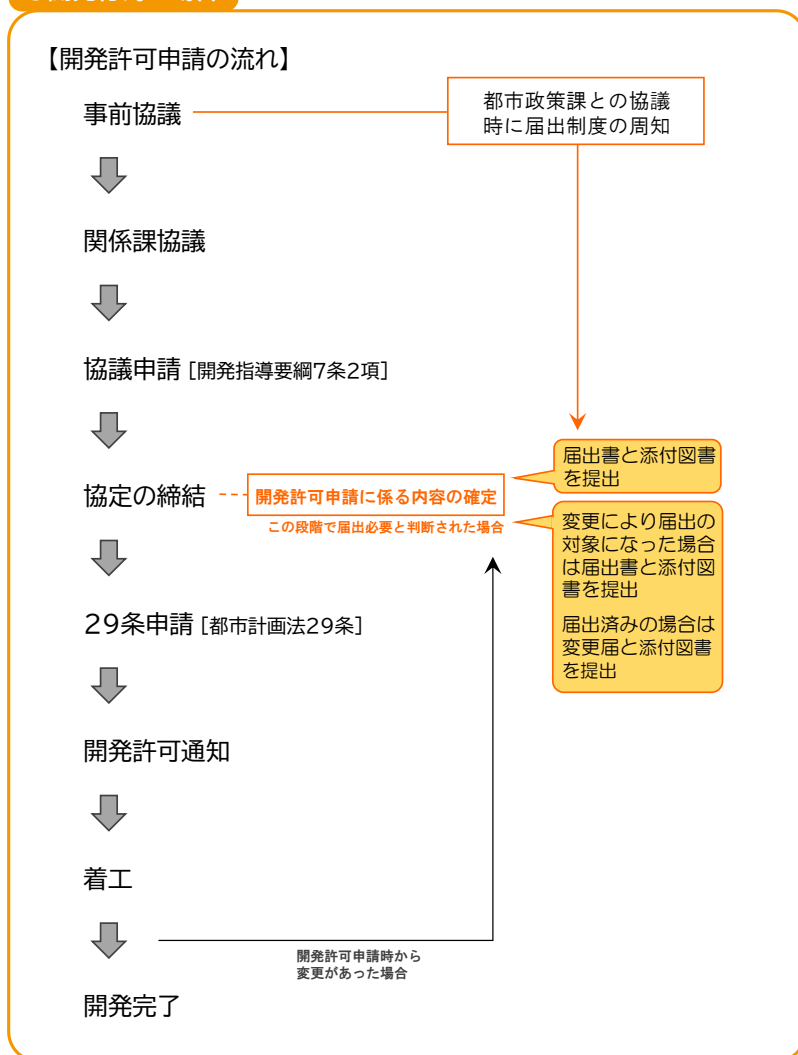 【開発許可申請の流れ】
事前協議
都市政策課との協議
時に届出制度の周知
関係課協議
協議申請 [開発指導要綱7条2項]
届出書と添付図書
を提出
協定の締結
開発許可申請に係る内容の確定
この段階で届出必要と判断された場合
変更により届出の
対象になった場合
は届出書と添付図
書を提出
届出済みの場合は
変更届と添付図書
を提出
29条申請 [都市計画法29条]
開発許可通知
着工
開発許可申請時から
変更があった場合
開発完了